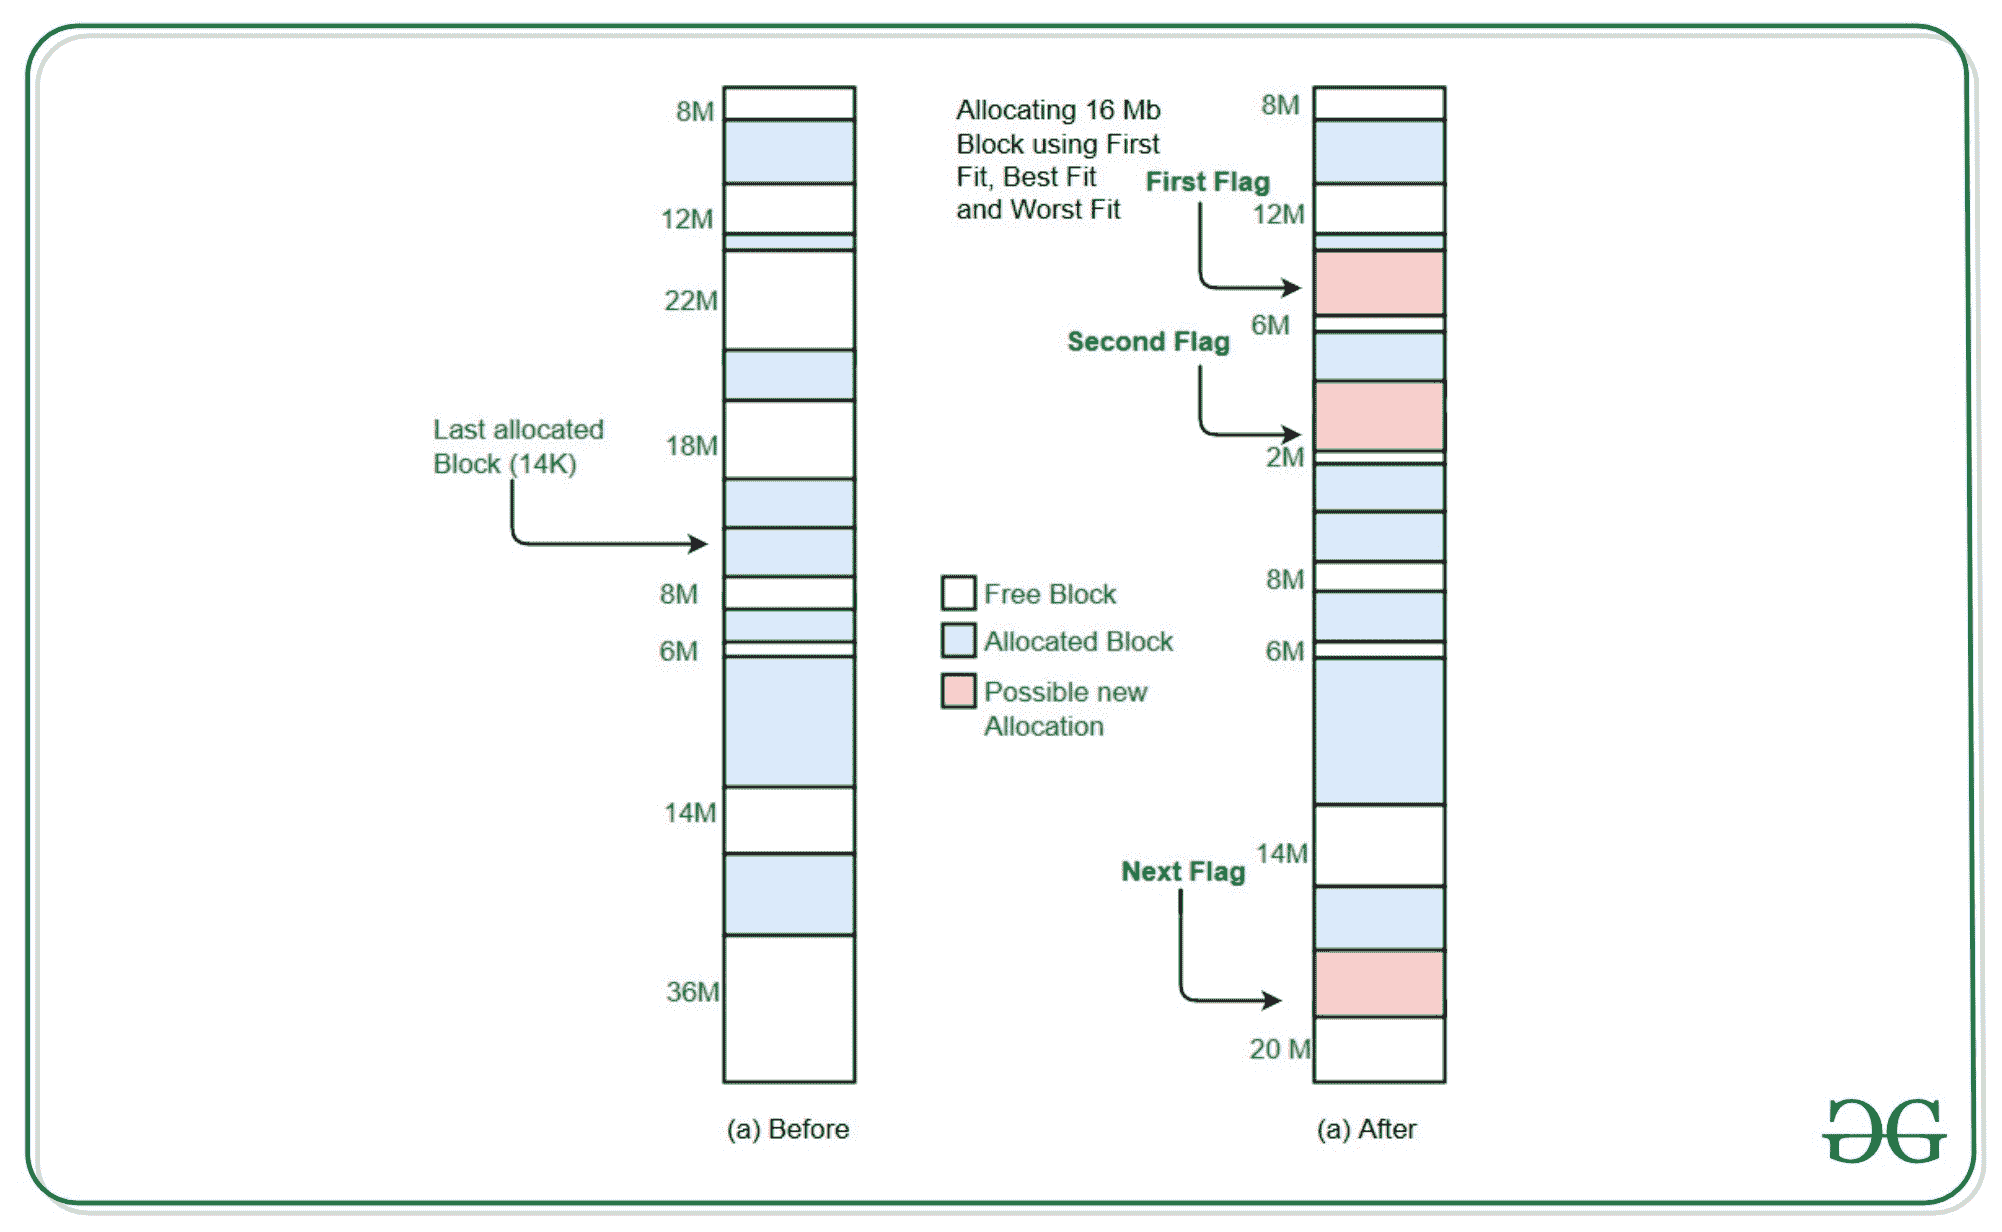 8M
12M
22M
18M
Last allocated
Block (14K)
8M
6M
14M
36M
(a) Before
Allocating 16 Mb
Block using First
Fit, Best Fit
and Worst Fit
First Flag
Second Flag
Free Block
Allocated Block
Possible new
Allocation
Next Flag
8M
12M
6M
2M
8M
6M
14M
20 M
(a) After